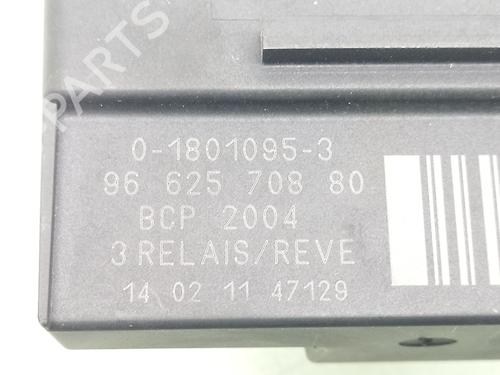 PARTS
0-1801095-3
96 625 708 80
BCP 2004
3 RELAIS/REVE
14 02 11 47129